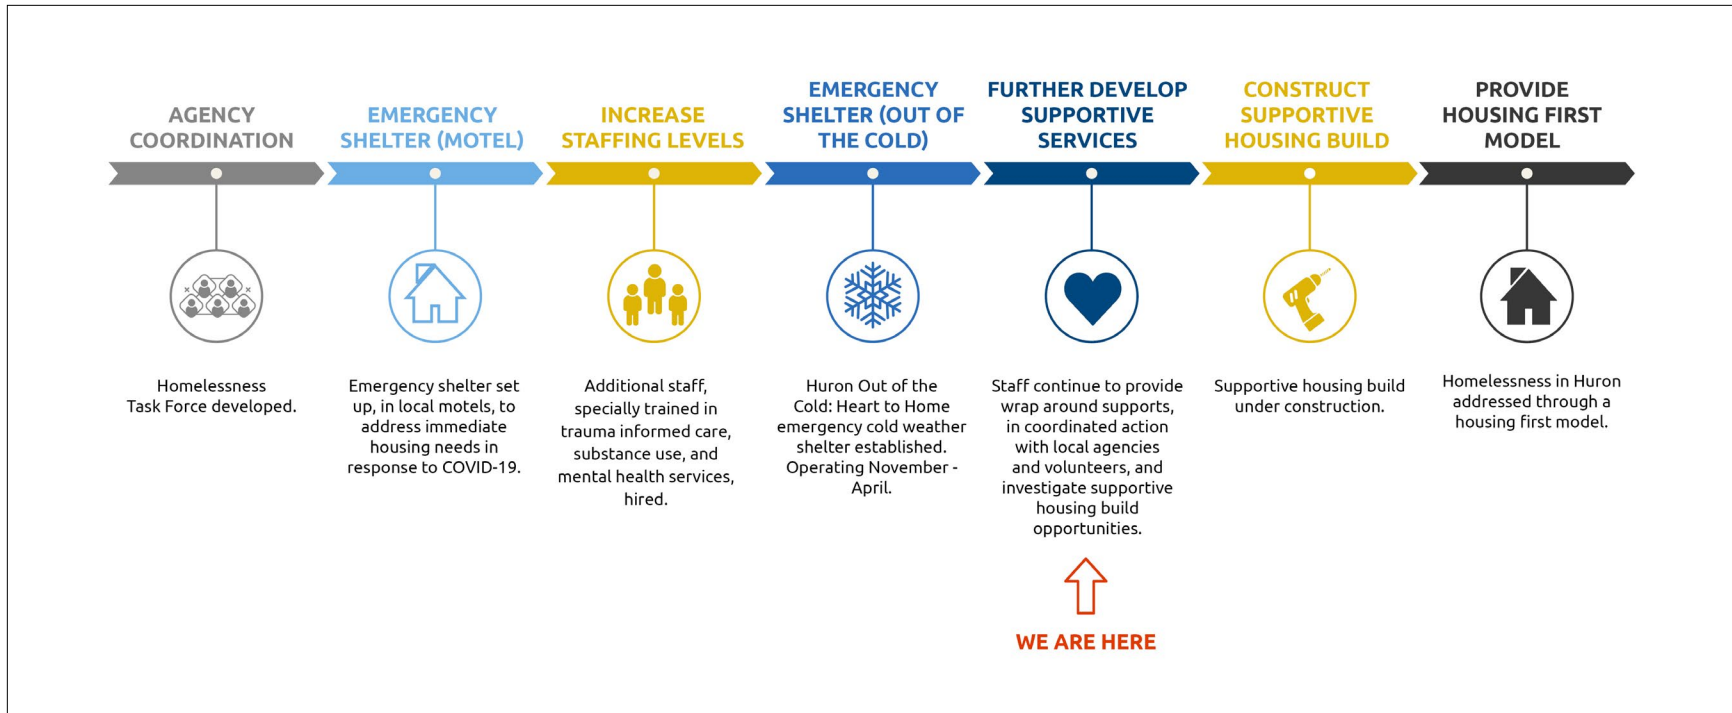 AGENCY
COORDINATION
EMERGENCY
SHELTER (MOTEL)
INCREASE
STAFFING LEVELS
EMERGENCY
SHELTER (OUT OF
THE COLD)
FURTHER DEVELOP
SUPPORTIVE
SERVICES
CONSTRUCT
SUPPORTIVE
HOUSING BUILD
PROVIDE
HOUSING FIRST
MODEL
Homelessness
Task Force developed.
Emergency shelter set
up, in local motels, to
address immediate
housing needs in
response to COVID-19.
Additional staff,
specially trained in
trauma informed care,
substance use, and
mental health services,
hired.
Huron Out of the
Cold: Heart to Home
emergency cold weather
shelter established.
Operating November -
April.
Staff continue to provide
wrap around supports,
in coordinated action
with local agencies
and volunteers, and
investigate supportive
housing build
opportunities.
Supportive housing build
under construction.
Homelessness in Huron
addressed through a
housing first model.
WE ARE HERE